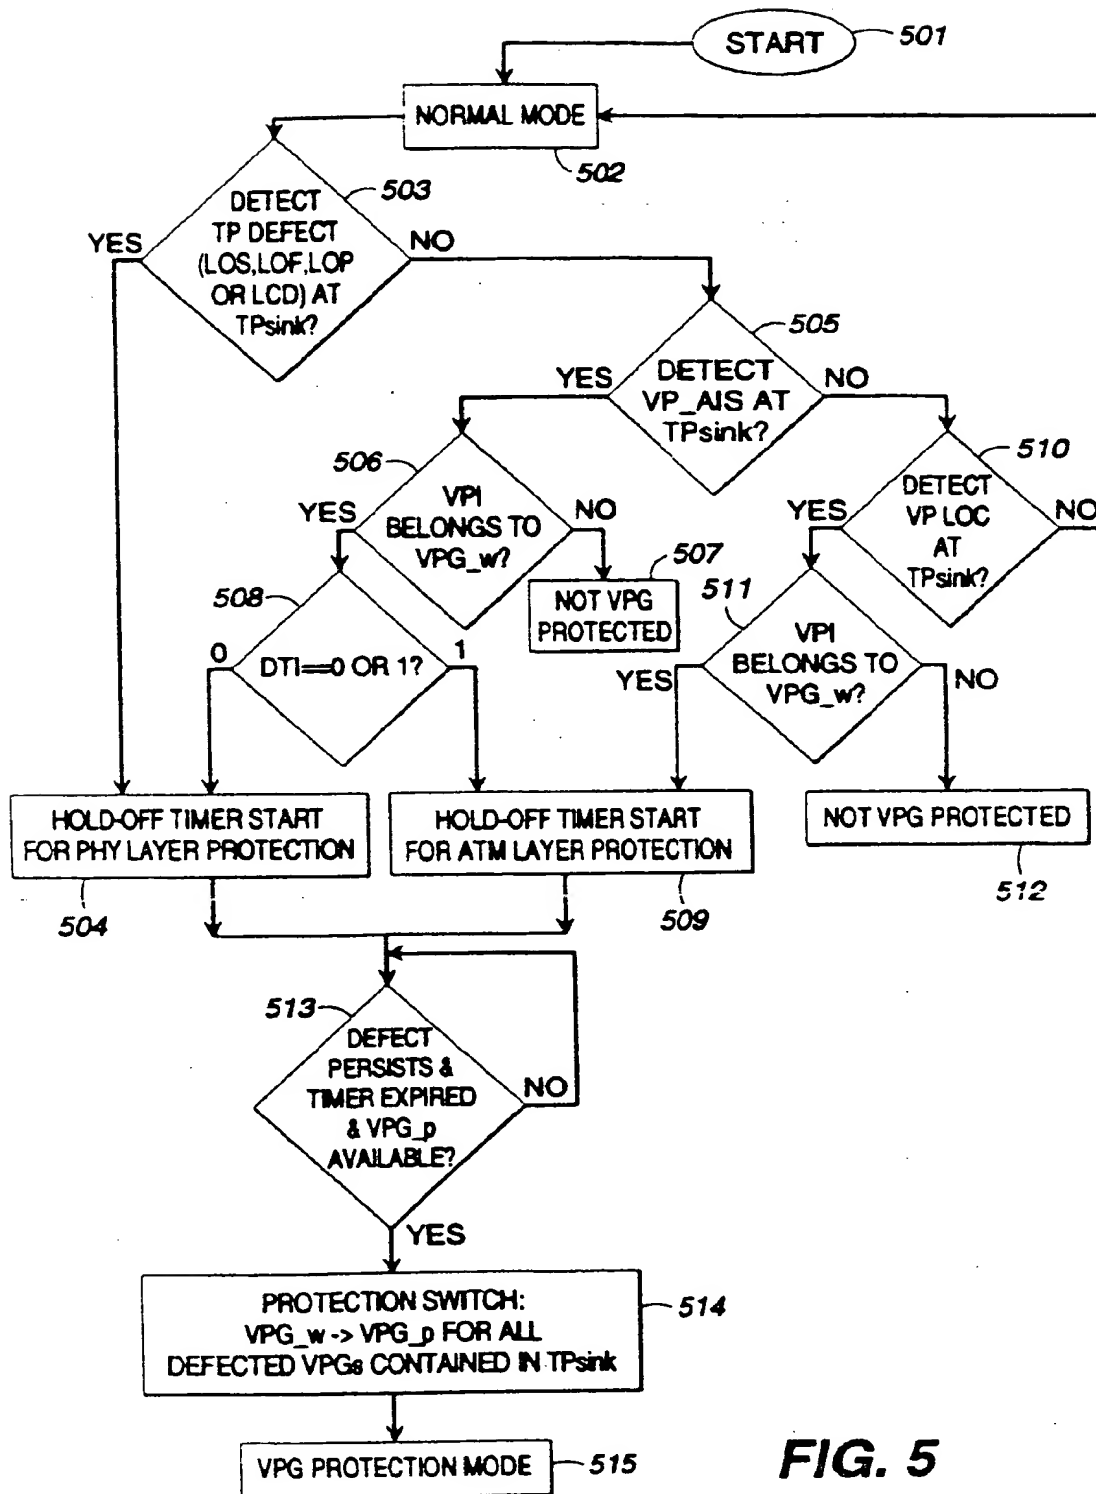 START
501
NORMAL MODE
502
503
DETECT
TP DEFECT
(LOS,LOF,LOP
OR LCD) AT
TPsink?
YES
NO
505
DETECT
VP_AIS AT
TPsink?
YES
NO
506
VPI
BELONGS TO
VPG_w?
YES
NO
507
NOT VPG
PROTECTED
510
DETECT
VP LOC
AT
TPsink?
YES
NO
508
DTI==0 OR 1?
0
1
511
VPI
BELONGS TO
VPG_w?
YES
NO
HOLD-OFF TIMER START
FOR PHY LAYER PROTECTION
504
HOLD-OFF TIMER START
FOR ATM LAYER PROTECTION
509
NOT VPG PROTECTED
512
513
DEFECT
PERSISTS &
TIMER EXPIRED
& VPG_p
AVAILABLE?
NO
YES
PROTECTION SWITCH:
VPG_w -> VPG_p FOR ALL
DEFECTED VPGs CONTAINED IN TPsink
514
VPG PROTECTION MODE
515
FIG. 5